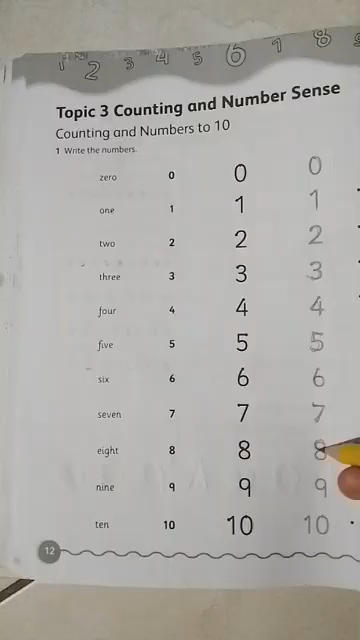 1 2 3 4 5 6 7 8
Topic 3 Counting and Number Sense
Counting and Numbers to 10
1 Write the numbers.
zero 0 0 0
one 1 1 1
two 2 2 2
three 3 3 3
four 4 4 4
five 5 5 5
six 6 6 6
seven 7 7 7
eight 8 8 8
nine 9 9 9
ten 10 10 10
12